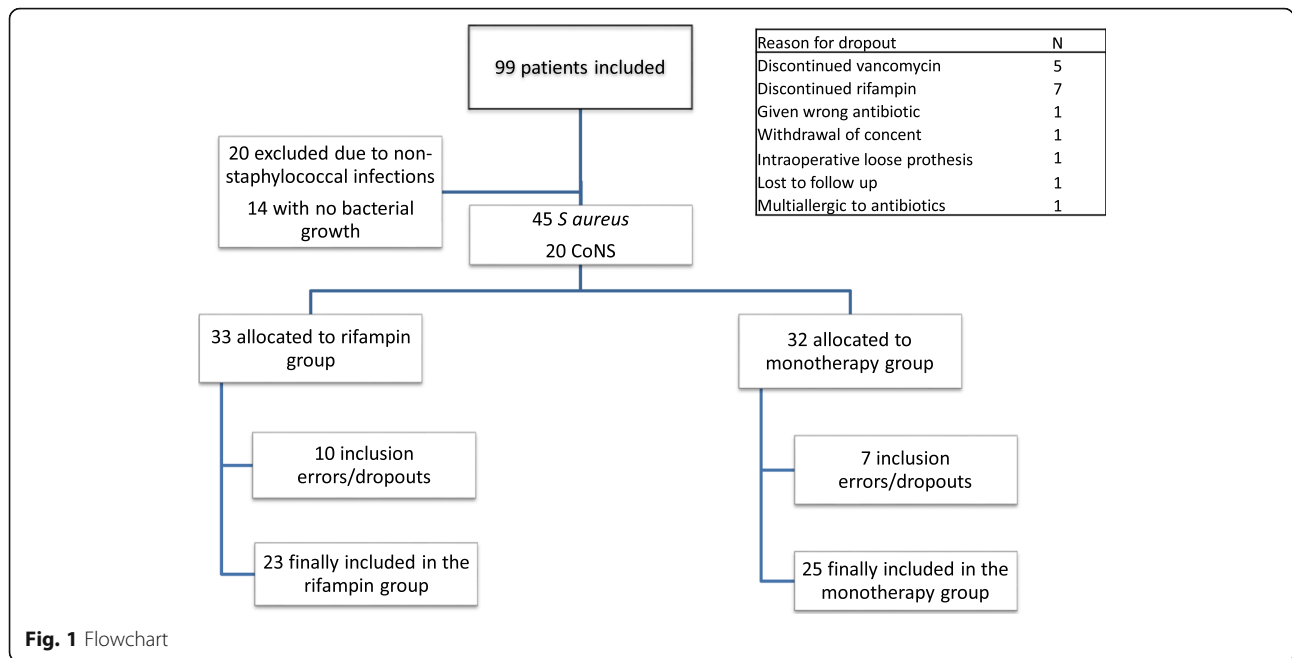 99 patients included
Reason for dropout N
Discontinued vancomycin 5
Discontinued rifampin 7
Given wrong antibiotic 1
Withdrawal of concent 1
Intraoperative loose prothesis 1
Lost to follow up 1
Multiallergic to antibiotics 1
20 excluded due to non-
staphylococcal infections
14 with no bacterial
growth
45 S aureus
20 CoNS
33 allocated to rifampin
group
32 allocated to
monotherapy group
10 inclusion
errors/dropouts
7 inclusion
errors/dropouts
23 finally included in the
rifampin group
25 finally included in the
monotherapy group
Fig. 1 Flowchart